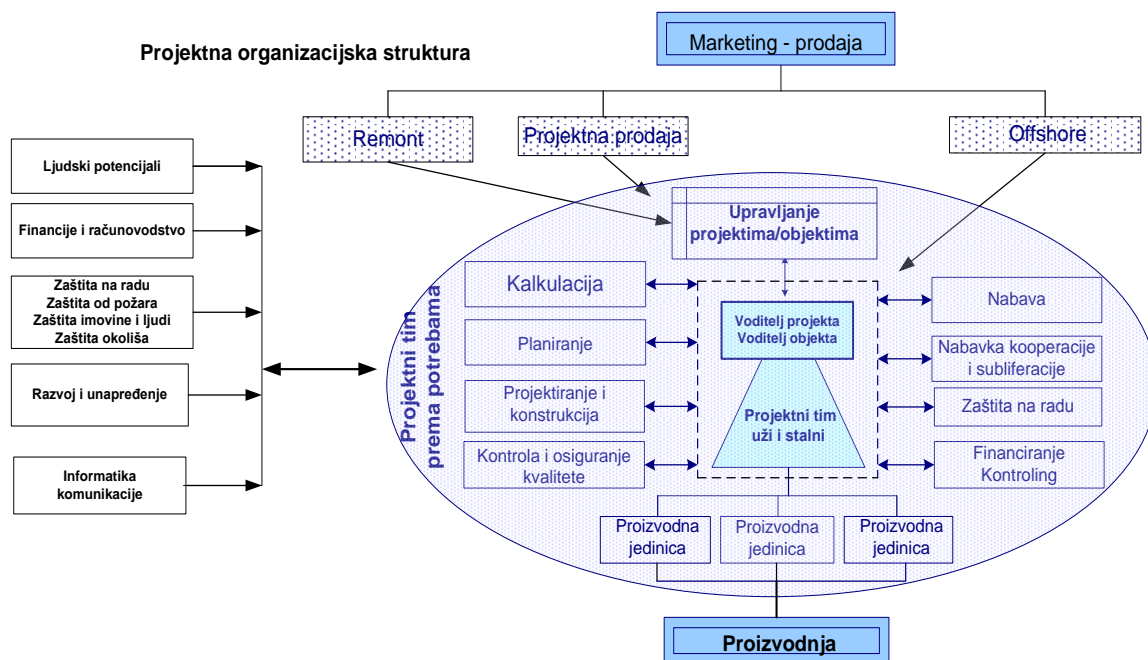 Marketing - prodaja
Projektna organizacijska struktura
Remont
Projektna prodaja
Offshore
Ljudski potencijali
Financije i računovodstvo
Zaštita na radu
Zaštita od požara
Zaštita imovine i ljudi
Zaštita okoliša
Razvoj i unapređenje
Informatika
komunikacije
Projektni tim
prema potrebama
Upravljanje
projektima/objektima
Kalkulacija
Planiranje
Projektiranje i
konstrukcija
Kontrola i osiguranje
kvalitete
Voditelj projekta
Voditelj objekta
Projektni tim
uži i stalni
Nabava
Nabavka kooperacije
i subliferacije
Zaštita na radu
Financiranje
Kontroling
Proizvodna
jedinica
Proizvodna
jedinica
Proizvodna
jedinica
Proizvodnja